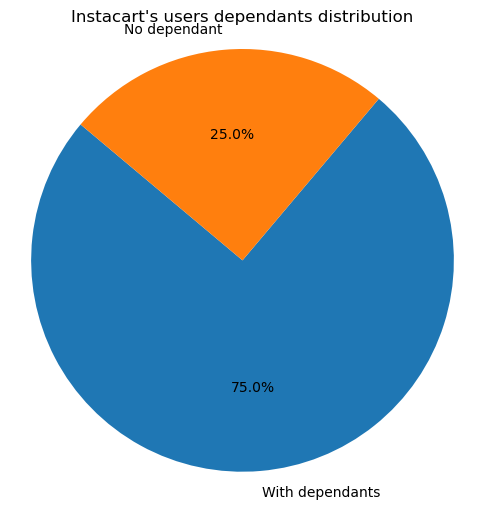 Instacart's users dependants distribution
No dependant
25.0%
75.0%
With dependants